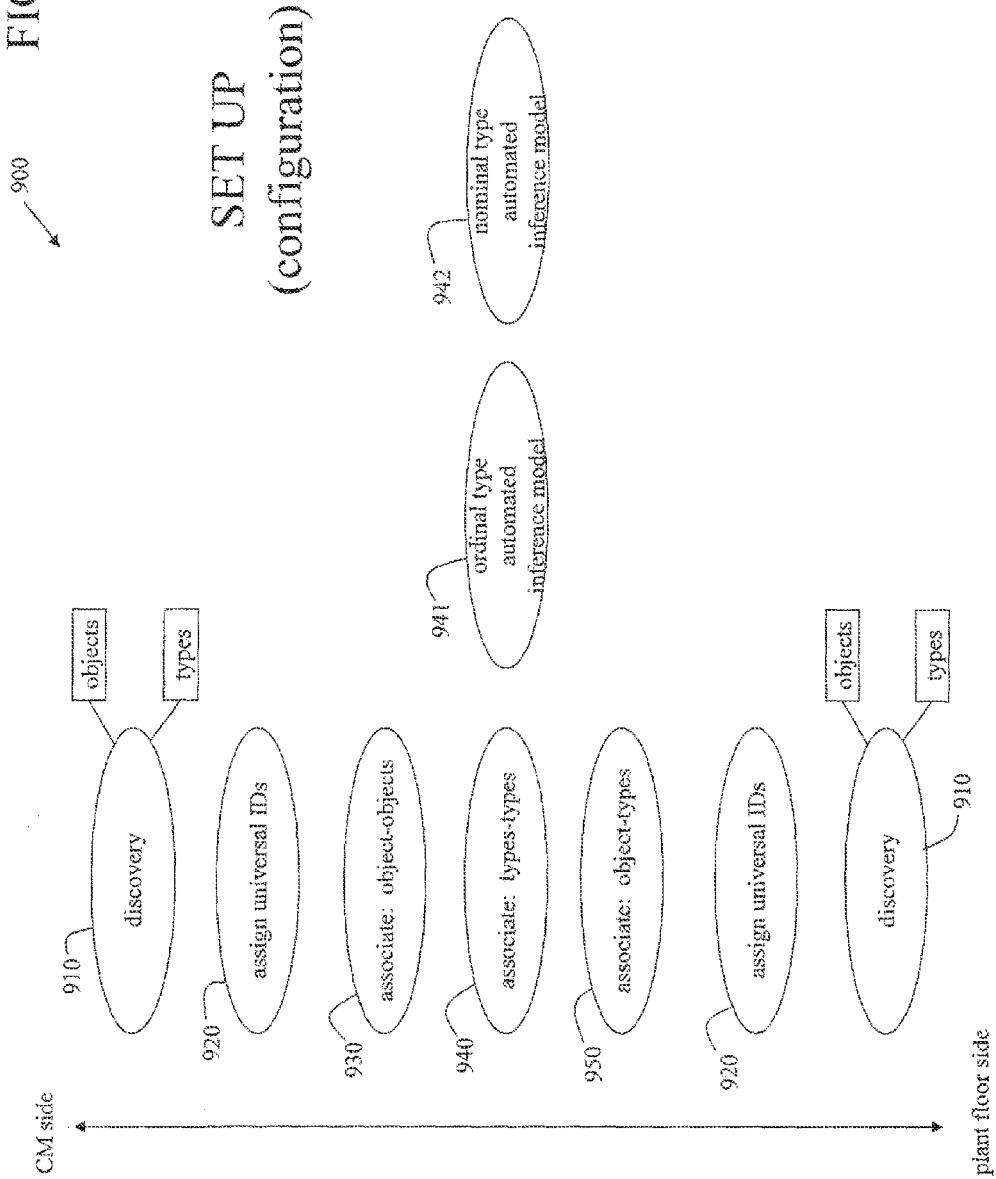 FIG
900
CM side
910
discovery
objects
types
SET UP
(configuration)
920
assign universal IDs
930
associate: object-objects
940
associate: types-types
941
ordinal type
automated
inference model
942
nominal type
automated
inference model
950
associate: object-types
920
assign universal IDs
discovery
910
objects
types
plant floor side